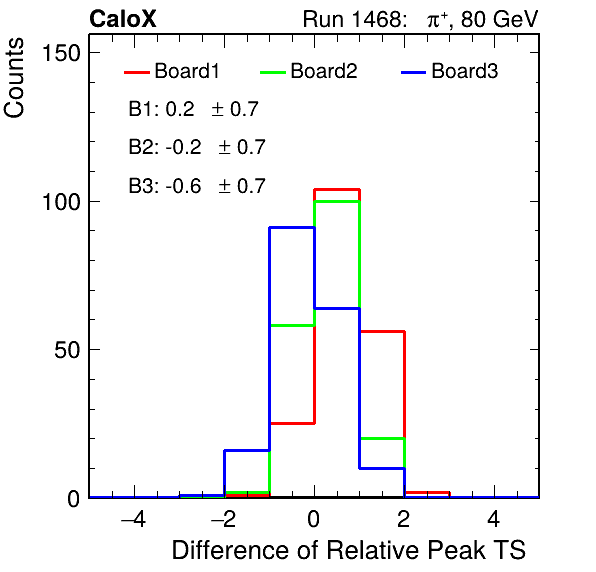 CaloX Run 1468: π⁺, 80 GeV
Counts
Board1 Board2 Board3
B1: 0.2 ± 0.7
B2: -0.2 ± 0.7
B3: -0.6 ± 0.7
150
100
50
0
−4 −2 0 2 4
Difference of Relative Peak TS